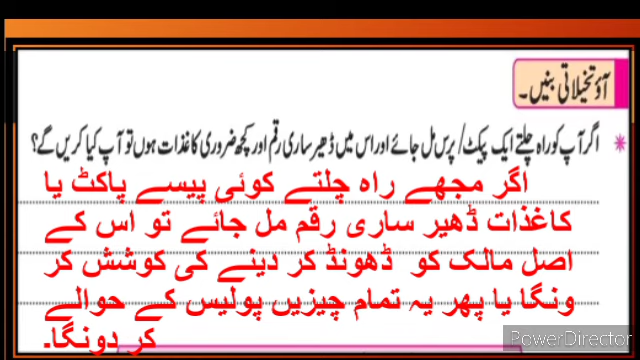 آؤ تخیلاتی بنیں۔
اگر آپ کو راہ چلتے ایک پیکٹ/ پرس مل جائے اور اس میں ڈھیر ساری رقم اور کچھ ضروری کاغذات ہوں تو آپ کیا کریں گے؟
اگر مجھے راہ چلتے کوئی پیسے پاکٹ یا
کاغذات ڈھیر ساری رقم مل جائے تو اس کے
اصل مالک کو ڈھونڈ کر دینے کی کوشش کر
ونگا یا پھر یہ تمام چیزیں پولیس کے حوالے
کر دونگا۔
PowerDirector